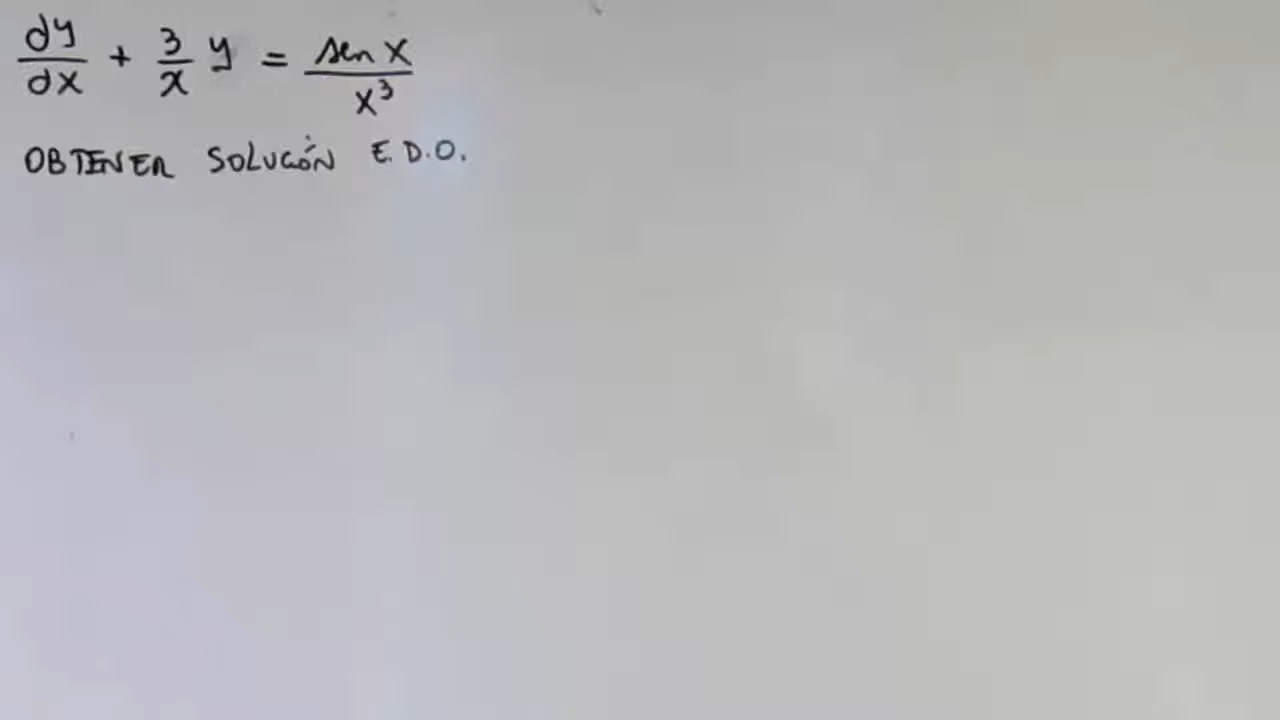 dy/dx + 3/x y = sen x/x³
OBTENER SOLUCIÓN E.D.O.